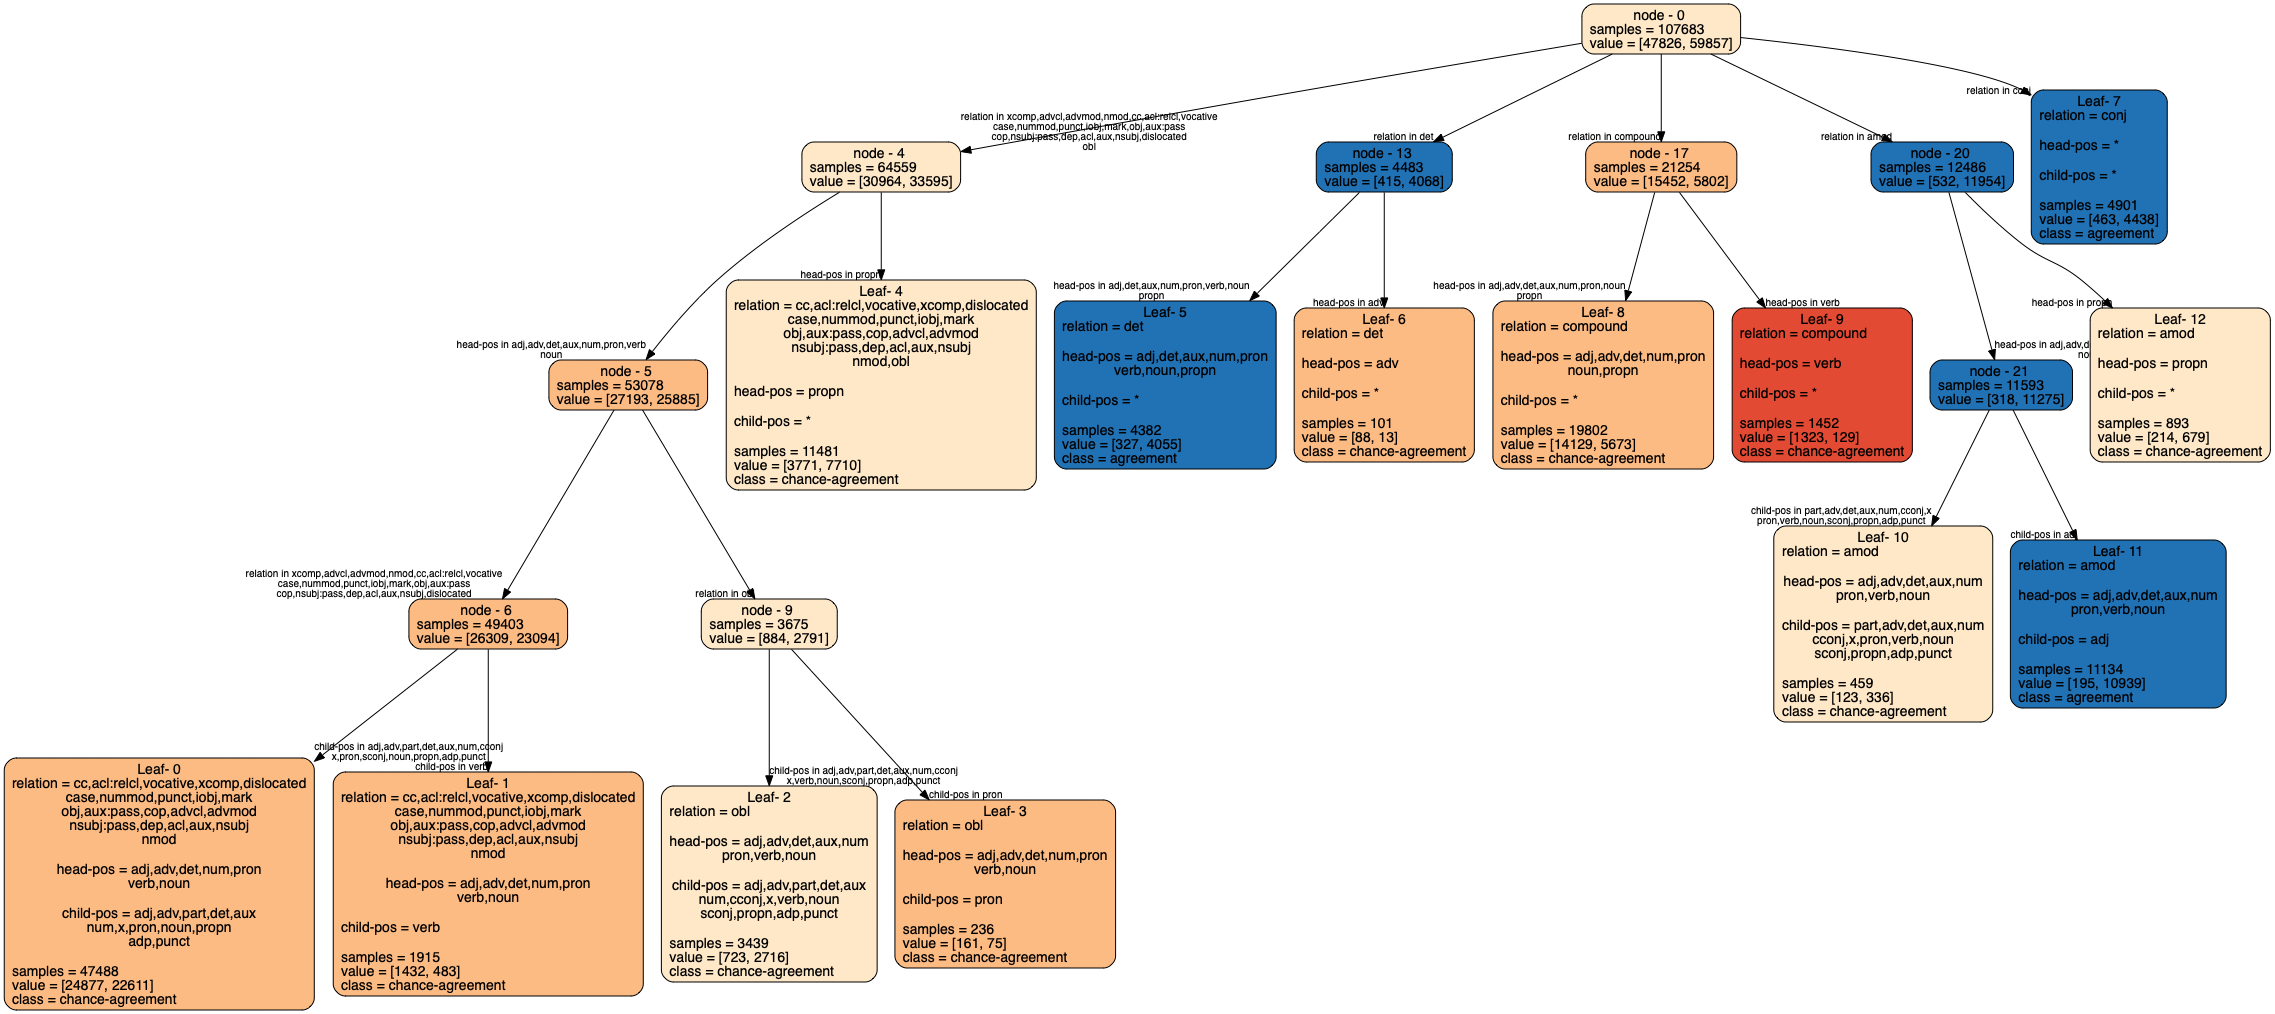 node - 0
samples = 107683
value = [47826, 59857]
relation in conj
Leaf- 7
relation = conj
head-pos = *
child-pos = *
samples = 4901
value = [463, 4438]
class = agreement
relation in xcomp,advcl,advmod,nmod,cc,acl:relcl,vocative
case,nummod,punct,iobj,mark,obj,aux:pass
cop,nsubj:pass,dep,acl,aux,nsubj,dislocated
obl
node - 4
samples = 64559
value = [30964, 33595]
relation in det
node - 13
samples = 4483
value = [415, 4068]
relation in compound
node - 17
samples = 21254
value = [15452, 5802]
relation in amod
node - 20
samples = 12486
value = [532, 11954]
head-pos in propn
Leaf- 4
relation = cc,acl:relcl,vocative,xcomp,dislocated
case,nummod,punct,iobj,mark
obj,aux:pass,cop,advcl,advmod
nsubj:pass,dep,acl,aux,nsubj
nmod,obl
head-pos = propn
child-pos = *
samples = 11481
value = [3771, 7710]
class = chance-agreement
head-pos in adj,det,aux,num,pron,verb,noun
propn
Leaf- 5
relation = det
head-pos = adj,det,aux,num,pron
verb,noun,propn
child-pos = *
samples = 4382
value = [327, 4055]
class = agreement
head-pos in adv
Leaf- 6
relation = det
head-pos = adv
child-pos = *
samples = 101
value = [88, 13]
class = chance-agreement
head-pos in adj,adv,det,aux,num,pron,noun
propn
Leaf- 8
relation = compound
head-pos = adj,adv,det,num,pron
noun,propn
child-pos = *
samples = 19802
value = [14129, 5673]
class = chance-agreement
head-pos in verb
Leaf- 9
relation = compound
head-pos = verb
child-pos = *
samples = 1452
value = [1323, 129]
class = chance-agreement
head-pos in propn
Leaf- 12
relation = amod
head-pos = propn
child-pos = *
samples = 893
value = [214, 679]
class = chance-agreement
head-pos in adj,adv,d
no
node - 21
samples = 11593
value = [318, 11275]
head-pos in adj,adv,det,aux,num,pron,verb
noun
node - 5
samples = 53078
value = [27193, 25885]
child-pos in part,adv,det,aux,num,cconj,x
pron,verb,noun,sconj,propn,adp,punct
Leaf- 10
relation = amod
head-pos = adj,adv,det,aux,num
pron,verb,noun
child-pos = part,adv,det,aux,num
cconj,x,pron,verb,noun
sconj,propn,adp,punct
samples = 459
value = [123, 336]
class = chance-agreement
child-pos in adj
Leaf- 11
relation = amod
head-pos = adj,adv,det,aux,num
pron,verb,noun
child-pos = adj
samples = 11134
value = [195, 10939]
class = agreement
relation in xcomp,advcl,advmod,nmod,cc,acl:relcl,vocative
case,nummod,punct,iobj,mark,obj,aux:pass
cop,nsubj:pass,dep,acl,aux,nsubj,dislocated
node - 6
samples = 49403
value = [26309, 23094]
relation in obl
node - 9
samples = 3675
value = [884, 2791]
child-pos in adj,adv,part,det,aux,num,cconj
x,pron,sconj,noun,propn,adp,punct
Leaf- 0
relation = cc,acl:relcl,vocative,xcomp,dislocated
case,nummod,punct,iobj,mark
obj,aux:pass,cop,advcl,advmod
nsubj:pass,dep,acl,aux,nsubj
nmod
head-pos = adj,adv,det,num,pron
verb,noun
child-pos = adj,adv,part,det,aux
num,x,pron,noun,propn
adp,punct
samples = 47488
value = [24877, 22611]
class = chance-agreement
child-pos in verb
Leaf- 1
relation = cc,acl:relcl,vocative,xcomp,dislocated
case,nummod,punct,iobj,mark
obj,aux:pass,cop,advcl,advmod
nsubj:pass,dep,acl,aux,nsubj
nmod
head-pos = adj,adv,det,num,pron
verb,noun
child-pos = verb
samples = 1915
value = [1432, 483]
class = chance-agreement
child-pos in adj,adv,part,det,aux,num,cconj
x,verb,noun,sconj,propn,adp,punct
Leaf- 2
relation = obl
head-pos = adj,adv,det,aux,num
pron,verb,noun
child-pos = adj,adv,part,det,aux
num,cconj,x,verb,noun
sconj,propn,adp,punct
samples = 3439
value = [723, 2716]
class = chance-agreement
child-pos in pron
Leaf- 3
relation = obl
head-pos = adj,adv,det,num,pron
verb,noun
child-pos = pron
samples = 236
value = [161, 75]
class = chance-agreement